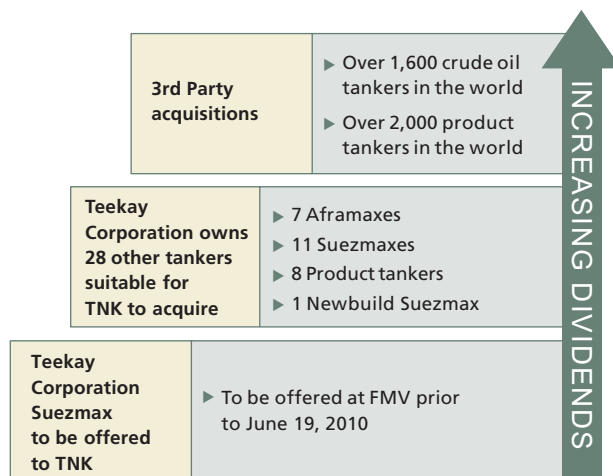 3rd Party
acquisitions
▶ Over 1,600 crude oil
tankers in the world
▶ Over 2,000 product
tankers in the world
Teekay
Corporation owns
28 other tankers
suitable for
TNK to acquire
▶ 7 Aframaxes
▶ 11 Suezmaxes
▶ 8 Product tankers
▶ 1 Newbuild Suezmax
Teekay
Corporation
Suezmax
to be offered
to TNK
▶ To be offered at FMV prior
to June 19, 2010
INCREASING DIVIDENDS